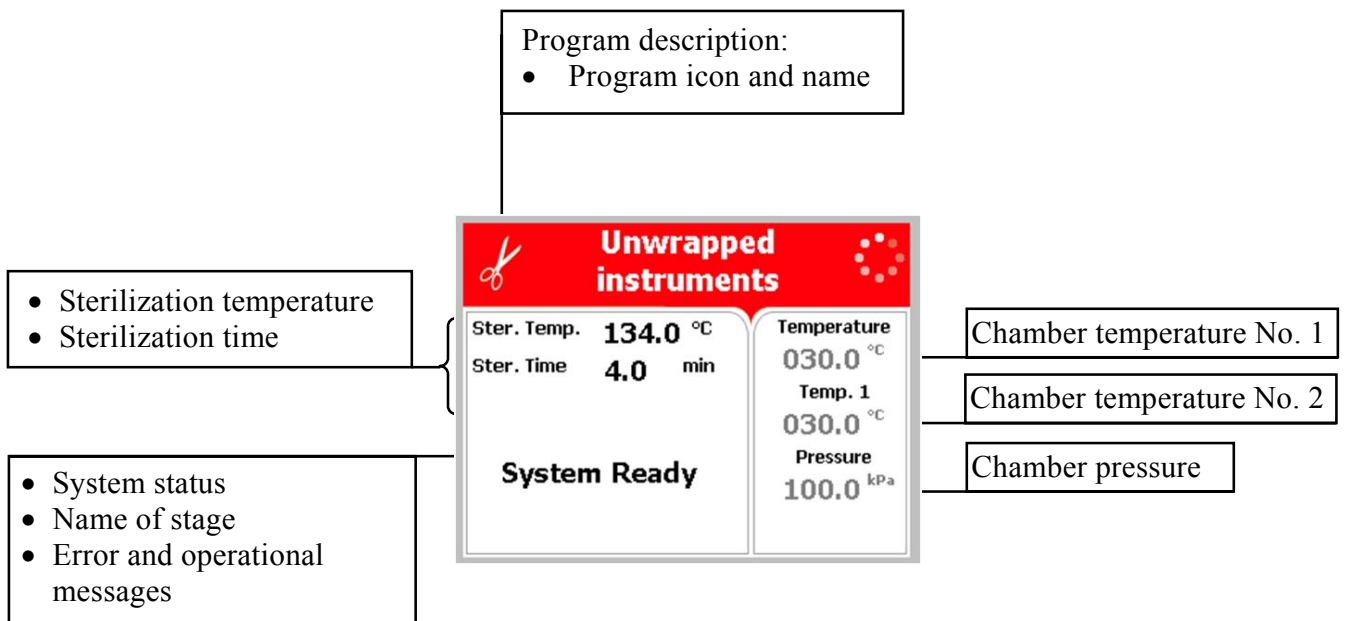 Program description:
• Program icon and name
Unwrapped
instruments
• Sterilization temperature
• Sterilization time
Ster. Temp. 134.0 °C
Ster. Time 4.0 min
System Ready
Temperature
030.0 °C
Temp. 1
030.0 °C
Pressure
100.0 kPa
Chamber temperature No. 1
Chamber temperature No. 2
Chamber pressure
• System status
• Name of stage
• Error and operational
messages